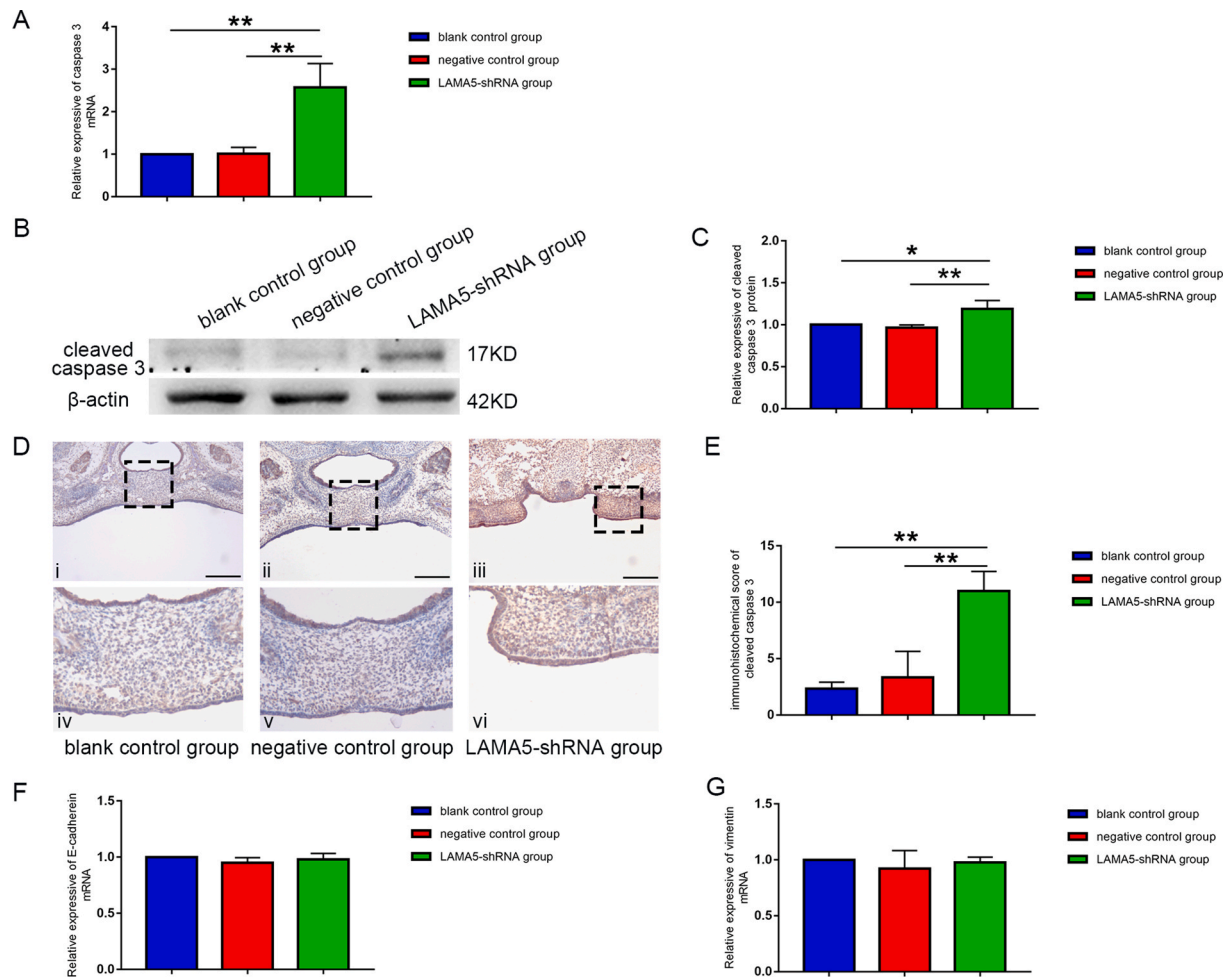 A
Relative expressive of caspase 3
mRNA
4
3
2
1
0
**
**
blank control group
negative control group
LAMA5-shRNA group
B
blank control group
negative control group
LAMA5-shRNA group
cleaved
caspase 3
17KD
β-actin
42KD
C
Relative expressive of cleaved
caspase 3 protein
2.0
1.5
1.0
0.5
0.0
*
**
blank control group
negative control group
LAMA5-shRNA group
D
i
ii
iii
iv
v
vi
blank control group
negative control group
LAMA5-shRNA group
E
immunohistochemical score of
cleaved caspase 3
15
10
5
0
**
**
blank control group
negative control group
LAMA5-shRNA group
F
Relative expressive of E-cadherein
mRNA
1.5
1.0
0.5
0.0
blank control group
negative control group
LAMA5-shRNA group
G
Relative expressive of vimentin
mRNA
1.5
1.0
0.5
0.0
blank control group
negative control group
LAMA5-shRNA group